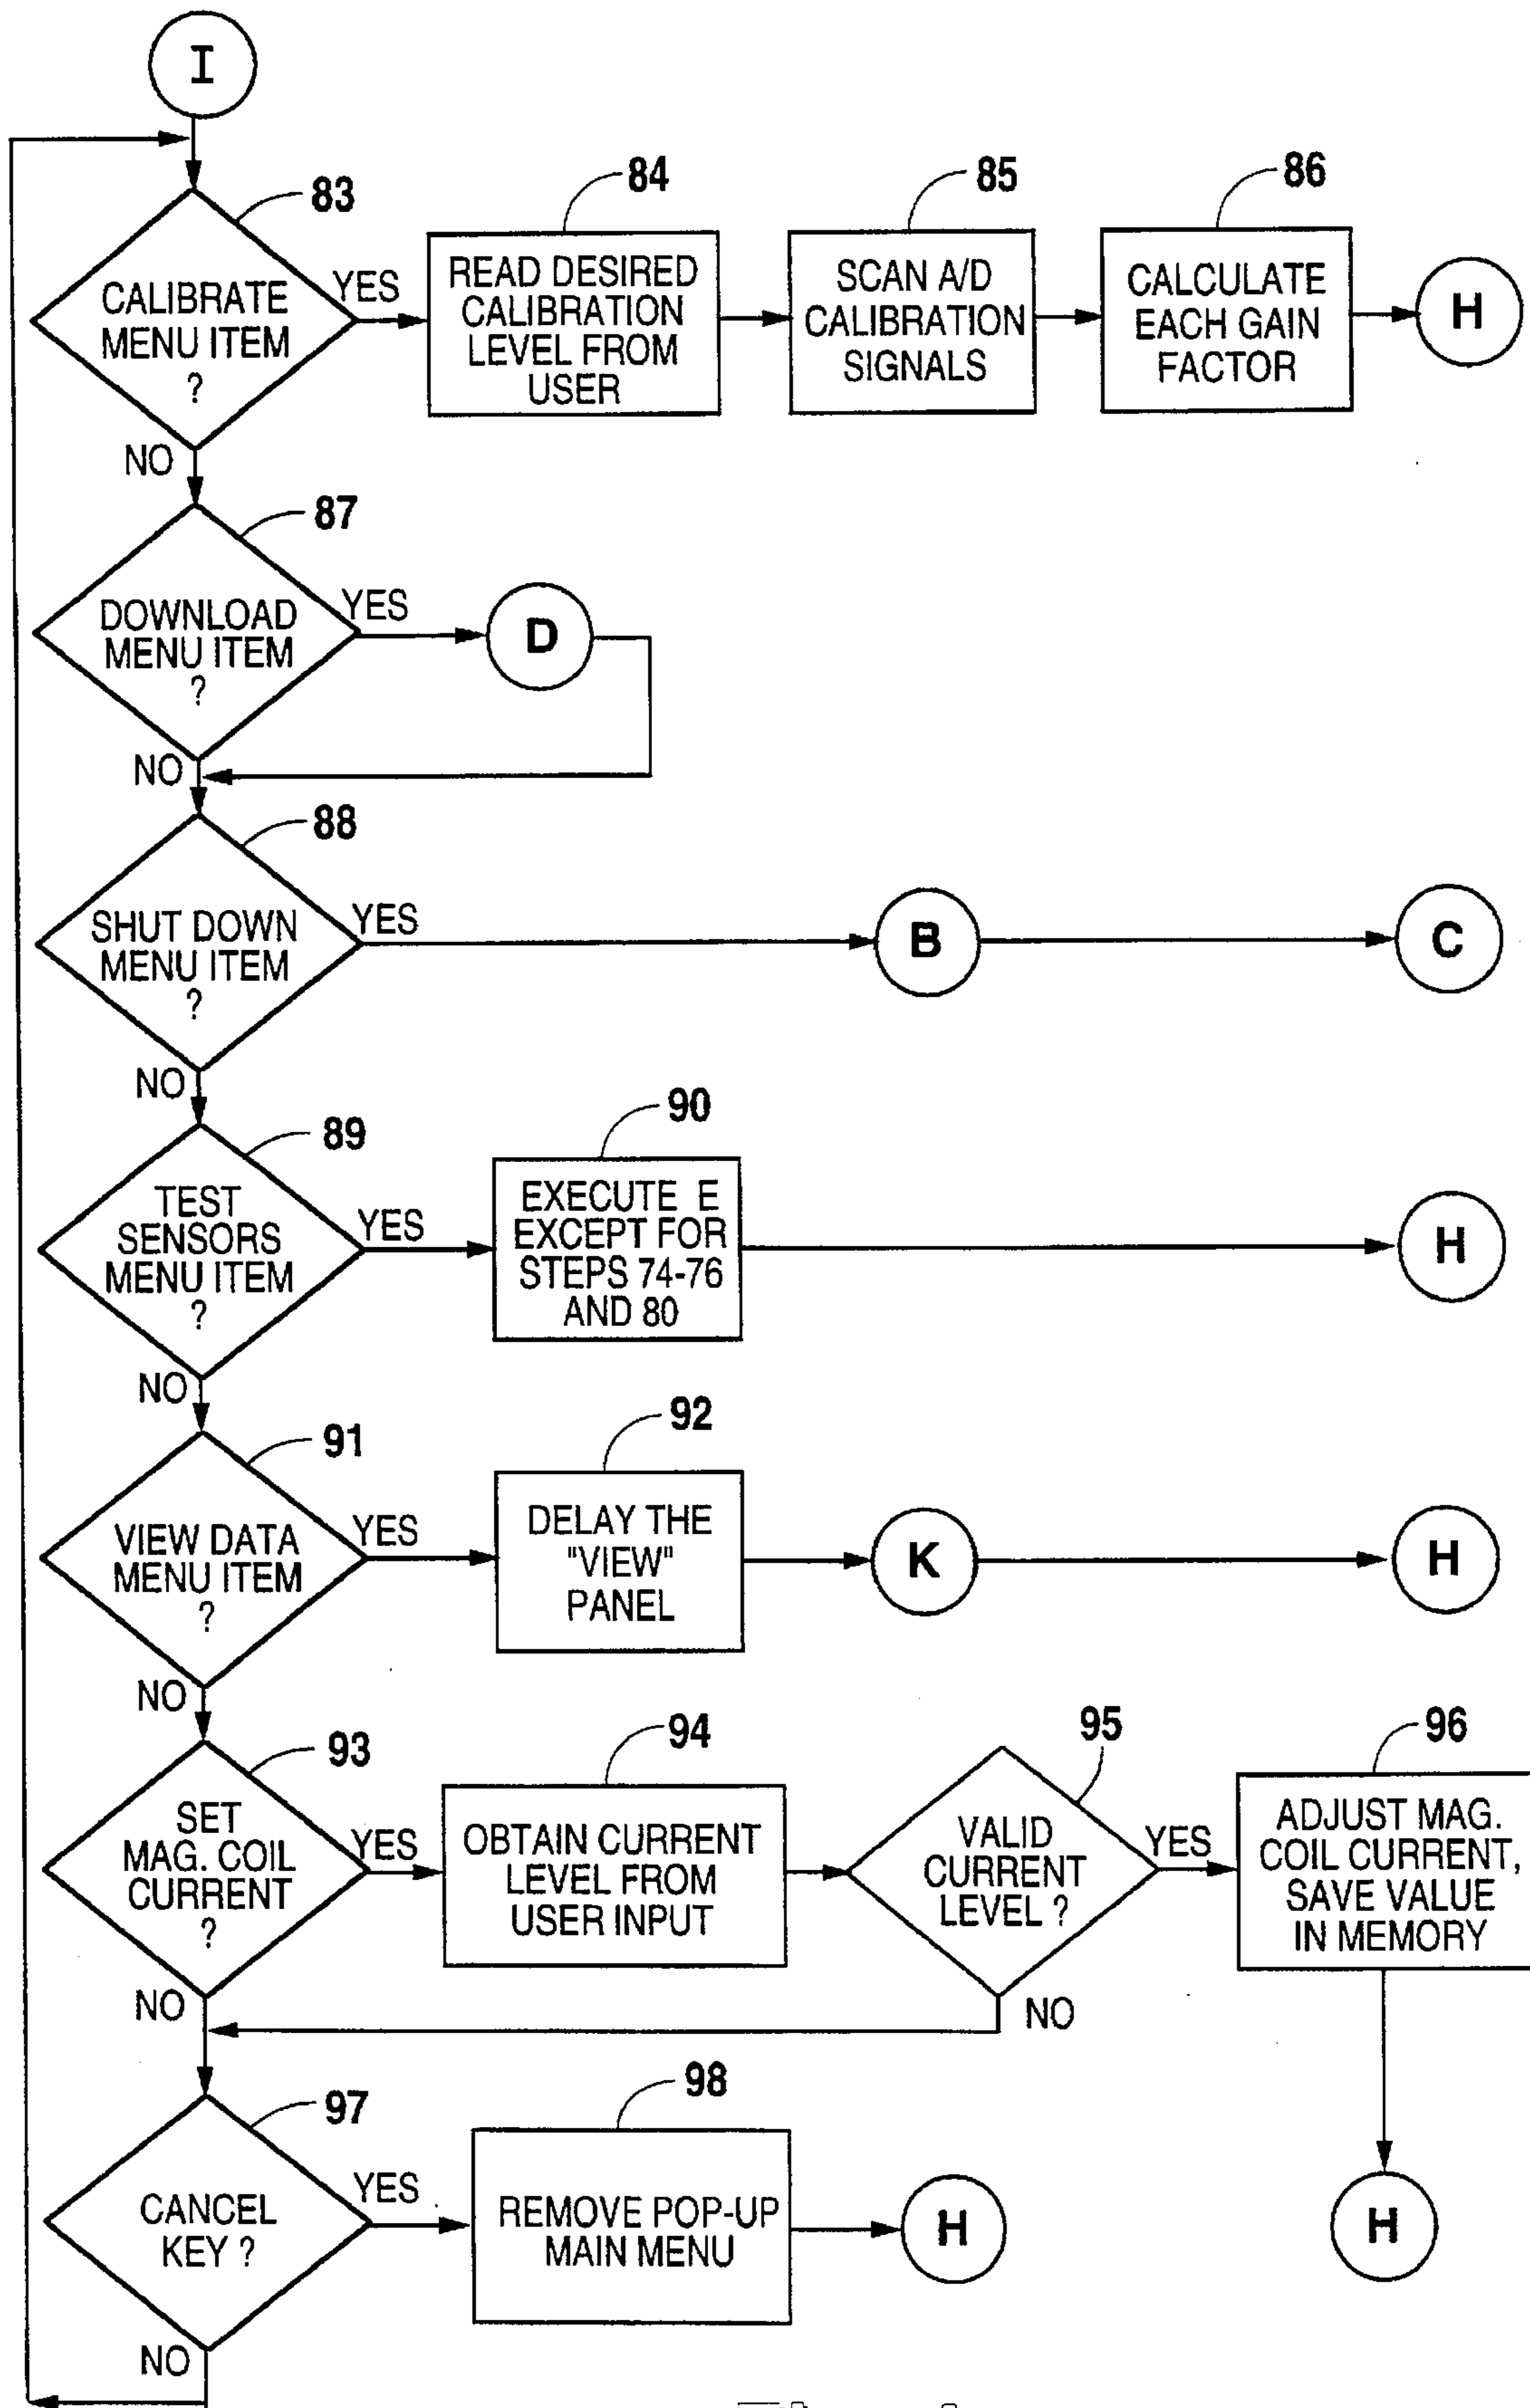 I
83
CALIBRATE
MENU ITEM
?
YES
84
READ DESIRED
CALIBRATION
LEVEL FROM
USER
85
SCAN A/D
CALIBRATION
SIGNALS
86
CALCULATE
EACH GAIN
FACTOR
H
NO
87
DOWNLOAD
MENU ITEM
?
YES
D
NO
88
SHUT DOWN
MENU ITEM
?
YES
B
C
NO
89
TEST
SENSORS
MENU ITEM
?
YES
90
EXECUTE E
EXCEPT FOR
STEPS 74-76
AND 80
H
NO
91
VIEW DATA
MENU ITEM
?
YES
92
DELAY THE
"VIEW"
PANEL
K
H
NO
93
SET
MAG. COIL
CURRENT
?
YES
94
OBTAIN CURRENT
LEVEL FROM
USER INPUT
95
VALID
CURRENT
LEVEL ?
YES
96
ADJUST MAG.
COIL CURRENT,
SAVE VALUE
IN MEMORY
NO
NO
97
CANCEL
KEY ?
YES
98
REMOVE POP-UP
MAIN MENU
H
H
NO